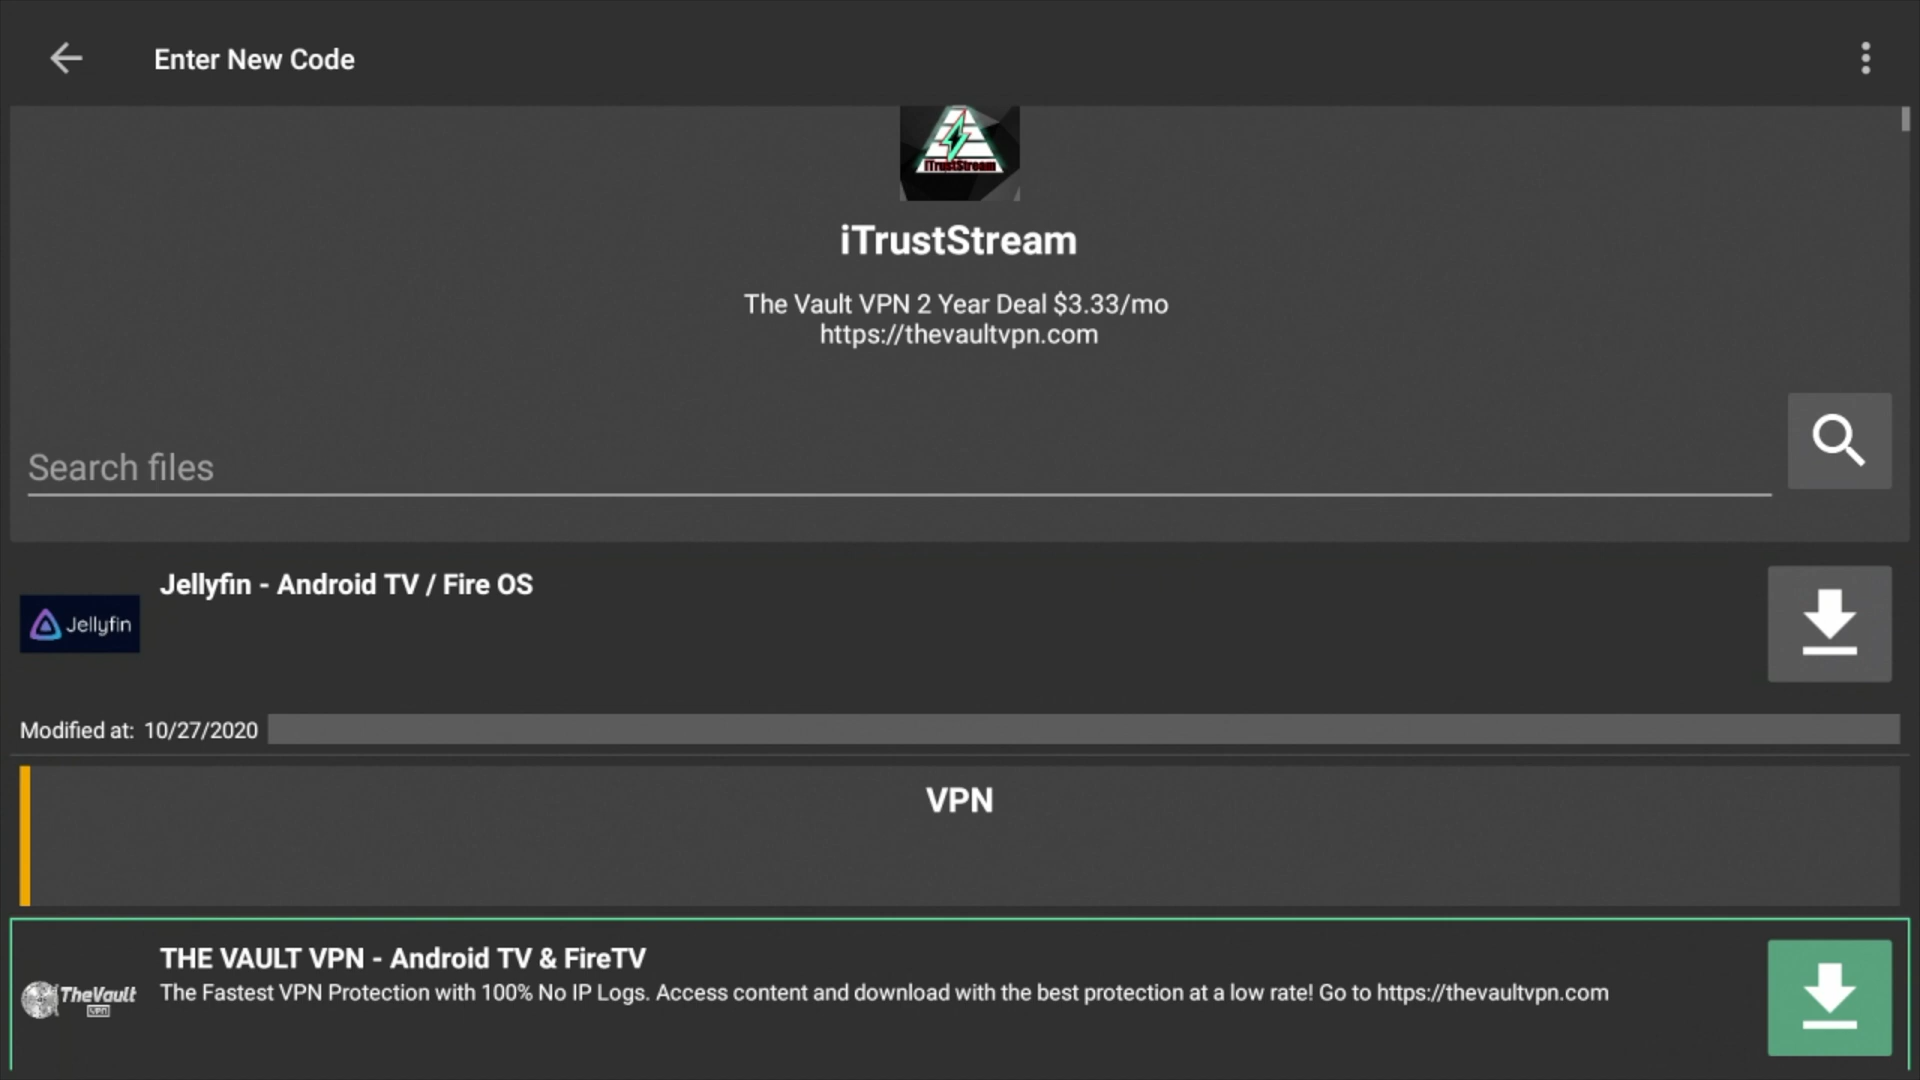 Enter New Code
iTrustStream
iTrustStream
The Vault VPN 2 Year Deal $3.33/mo
https://thevaultvpn.com
Search files
Jellyfin - Android TV / Fire OS
Jellyfin
Modified at: 10/27/2020
VPN
THE VAULT VPN - Android TV & FireTV
TheVault
VPN
The Fastest VPN Protection with 100% No IP Logs. Access content and download with the best protection at a low rate! Go to https://thevaultvpn.com